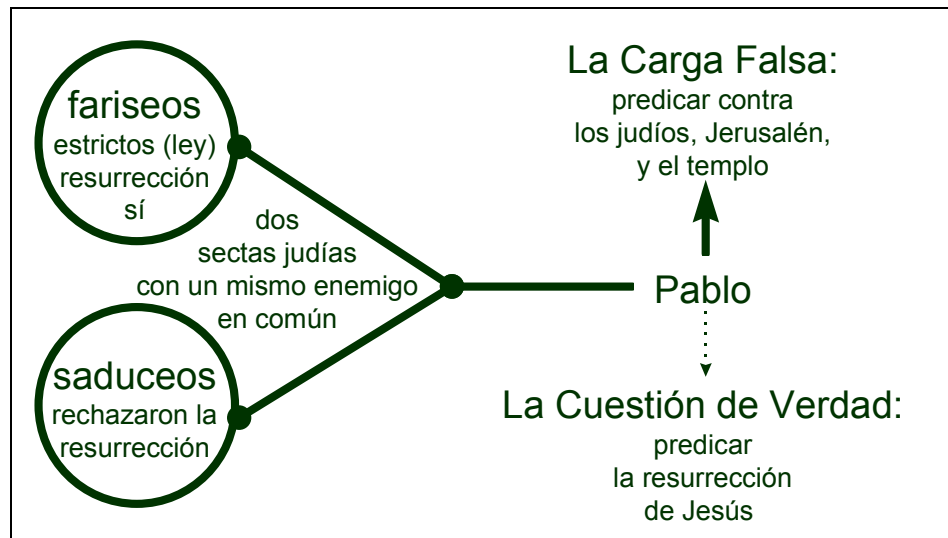 fariseos
estrictos (ley)
resurrección
sí
dos
sectas judías
con un mismo enemigo
en común
saduceos
rechazaron la
resurrección
La Carga Falsa:
predicar contra
los judíos, Jerusalén,
y el templo
Pablo
La Cuestión de Verdad:
predicar
la resurrección
de Jesús